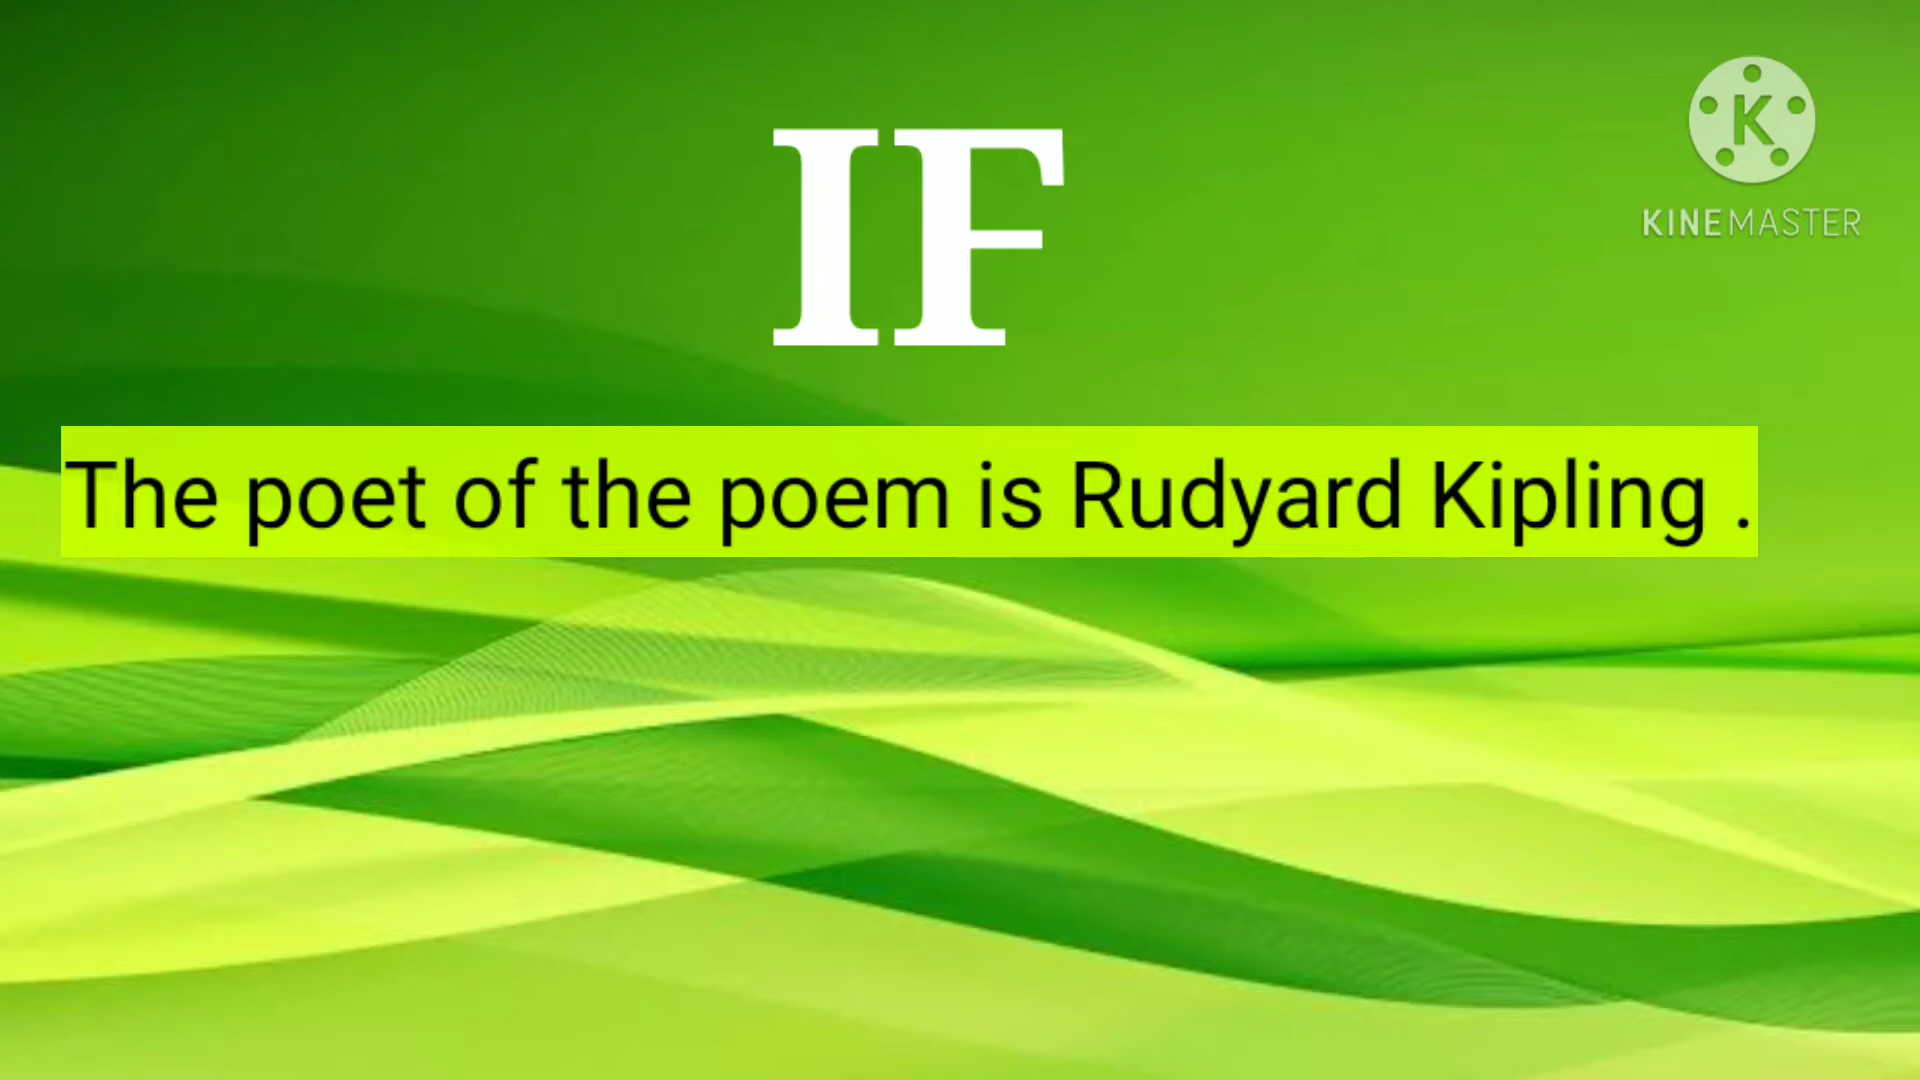 IF
K
KINEMASTER
The poet of the poem is Rudyard Kipling .